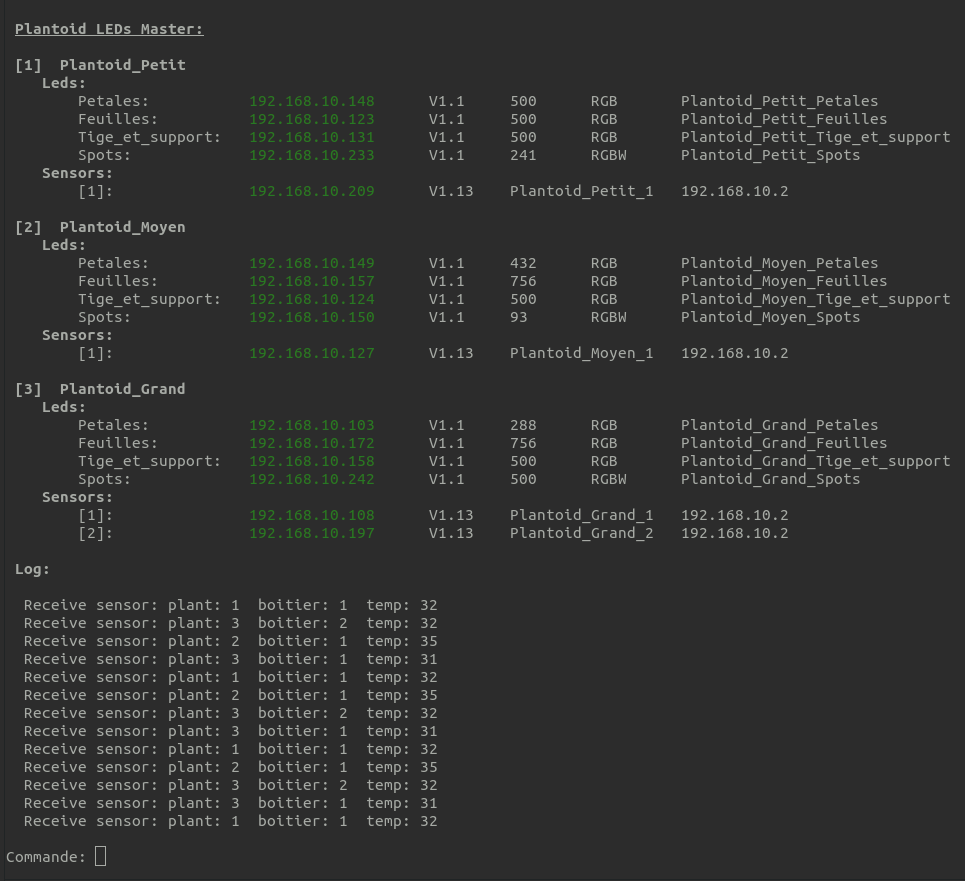 Plantoid LEDs Master:
[1]  Plantoid_Petit
Leds:
Petales: 192.168.10.148 V1.1 500 RGB Plantoid_Petit_Petales
Feuilles: 192.168.10.123 V1.1 500 RGB Plantoid_Petit_Feuilles
Tige_et_support: 192.168.10.131 V1.1 500 RGB Plantoid_Petit_Tige_et_support
Spots: 192.168.10.233 V1.1 241 RGBW Plantoid_Petit_Spots
Sensors:
[1]: 192.168.10.209 V1.13 Plantoid_Petit_1 192.168.10.2
[2]  Plantoid_Moyen
Leds:
Petales: 192.168.10.149 V1.1 432 RGB Plantoid_Moyen_Petales
Feuilles: 192.168.10.157 V1.1 756 RGB Plantoid_Moyen_Feuilles
Tige_et_support: 192.168.10.124 V1.1 500 RGB Plantoid_Moyen_Tige_et_support
Spots: 192.168.10.150 V1.1 93 RGBW Plantoid_Moyen_Spots
Sensors:
[1]: 192.168.10.127 V1.13 Plantoid_Moyen_1 192.168.10.2
[3]  Plantoid_Grand
Leds:
Petales: 192.168.10.103 V1.1 288 RGB Plantoid_Grand_Petales
Feuilles: 192.168.10.172 V1.1 756 RGB Plantoid_Grand_Feuilles
Tige_et_support: 192.168.10.158 V1.1 500 RGB Plantoid_Grand_Tige_et_support
Spots: 192.168.10.242 V1.1 500 RGBW Plantoid_Grand_Spots
Sensors:
[1]: 192.168.10.108 V1.13 Plantoid_Grand_1 192.168.10.2
[2]: 192.168.10.197 V1.13 Plantoid_Grand_2 192.168.10.2
Log:
Receive sensor: plant: 1  boitier: 1  temp: 32
Receive sensor: plant: 3  boitier: 2  temp: 32
Receive sensor: plant: 2  boitier: 1  temp: 35
Receive sensor: plant: 3  boitier: 1  temp: 31
Receive sensor: plant: 1  boitier: 1  temp: 32
Receive sensor: plant: 2  boitier: 1  temp: 35
Receive sensor: plant: 3  boitier: 2  temp: 32
Receive sensor: plant: 3  boitier: 1  temp: 31
Receive sensor: plant: 1  boitier: 1  temp: 32
Receive sensor: plant: 2  boitier: 1  temp: 35
Receive sensor: plant: 3  boitier: 2  temp: 32
Receive sensor: plant: 3  boitier: 1  temp: 31
Receive sensor: plant: 1  boitier: 1  temp: 32
Commande: